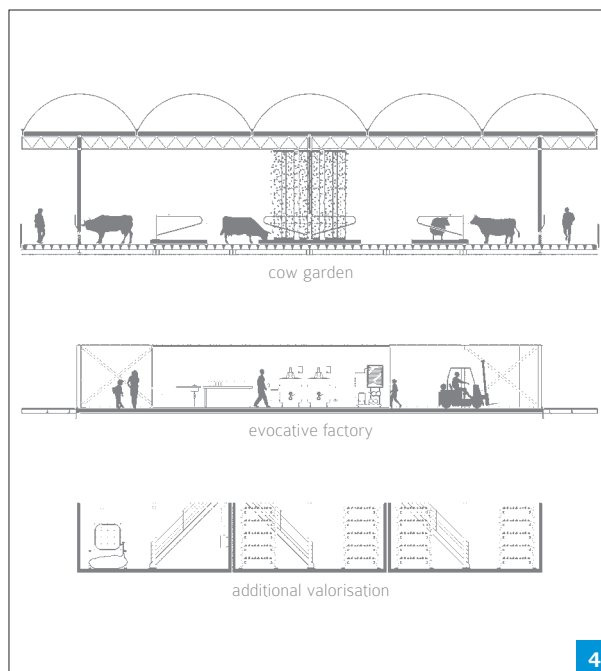 cow garden
evocative factory
additional valorisation
4